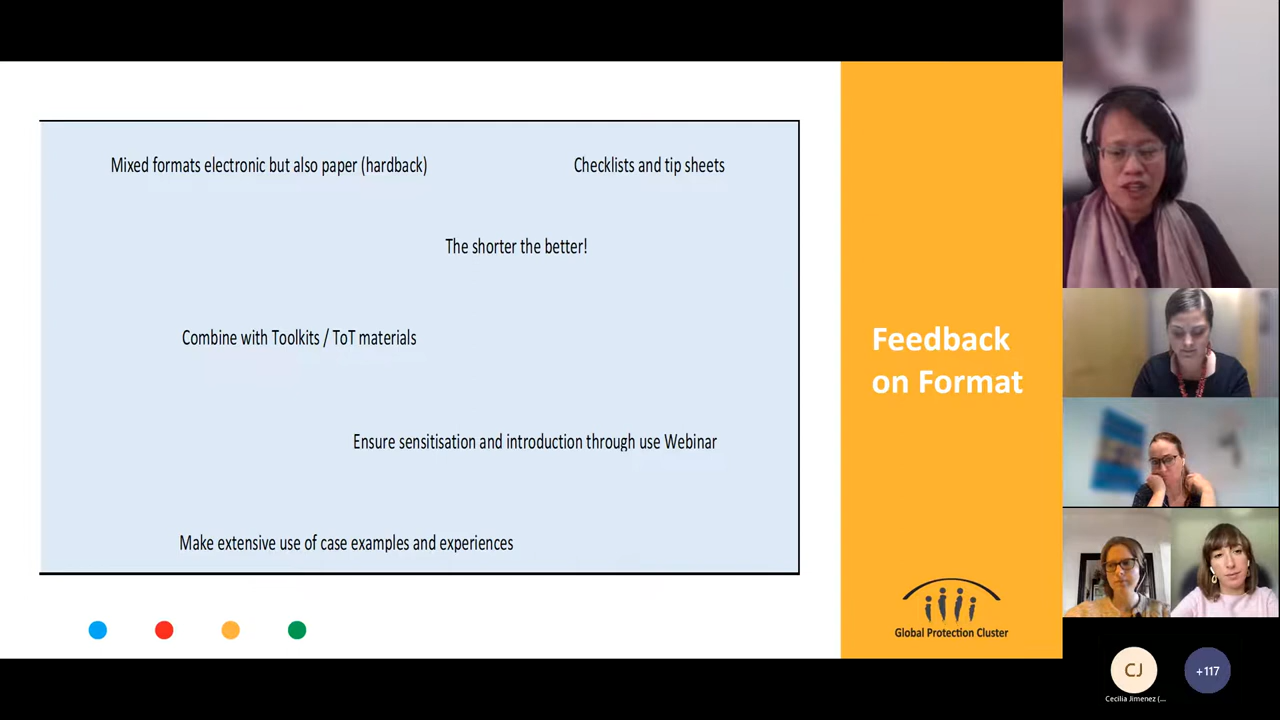 Mixed formats electronic but also paper (hardback)
Checklists and tip sheets
The shorter the better!
Combine with Toolkits / ToT materials
Ensure sensitisation and introduction through use Webinar
Make extensive use of case examples and experiences
Feedback
on Format
Global Protection Cluster
CJ
+117
Cecilia Jimenez (...